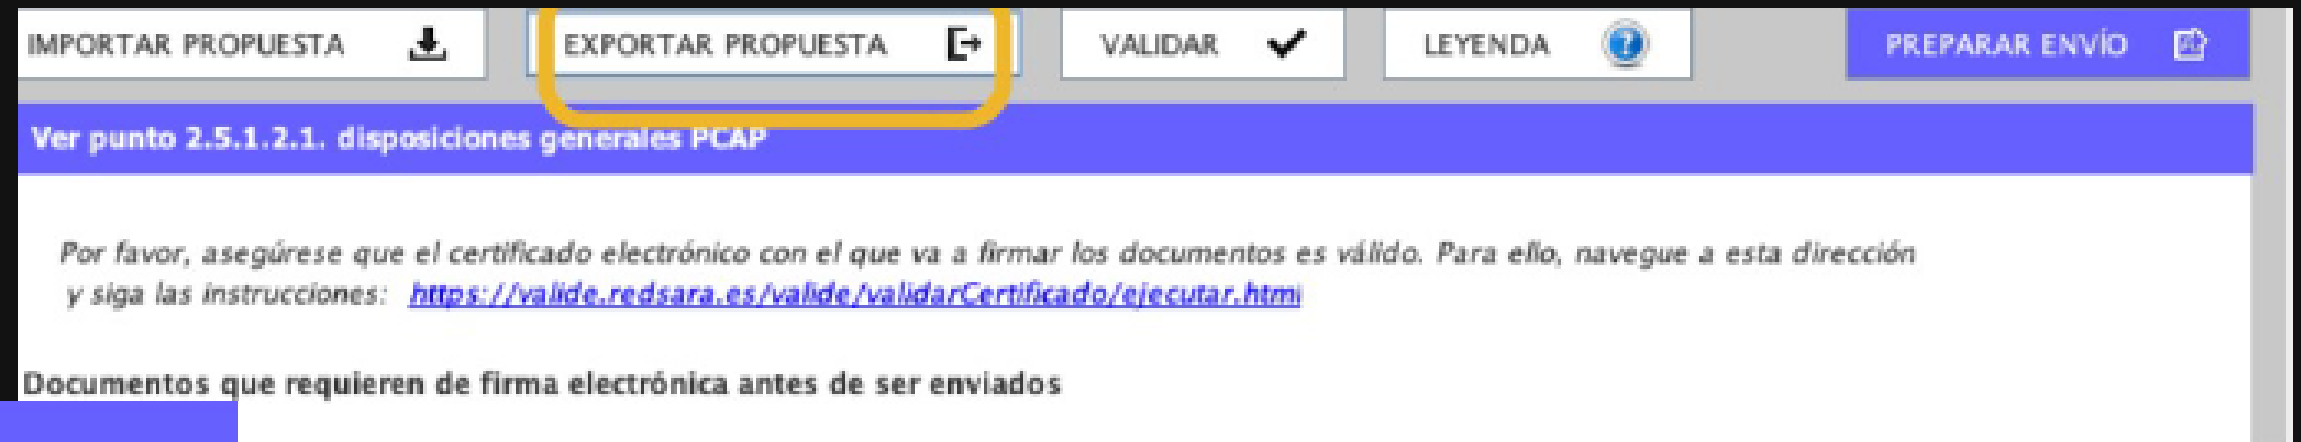 IMPORTAR PROPUESTA
EXPORTAR PROPUESTA
VALIDAR
LEYENDA
PREPARAR ENVÍO
Ver punto 2.5.1.2.1. disposiciones generales PCAP
Por favor, asegúrese que el certificado electrónico con el que va a firmar los documentos es válido. Para ello, navegue a esta dirección
y siga las instrucciones: https://valide.redsara.es/valide/validarCertificado/ejecutar.html
Documentos que requieren de firma electrónica antes de ser enviados